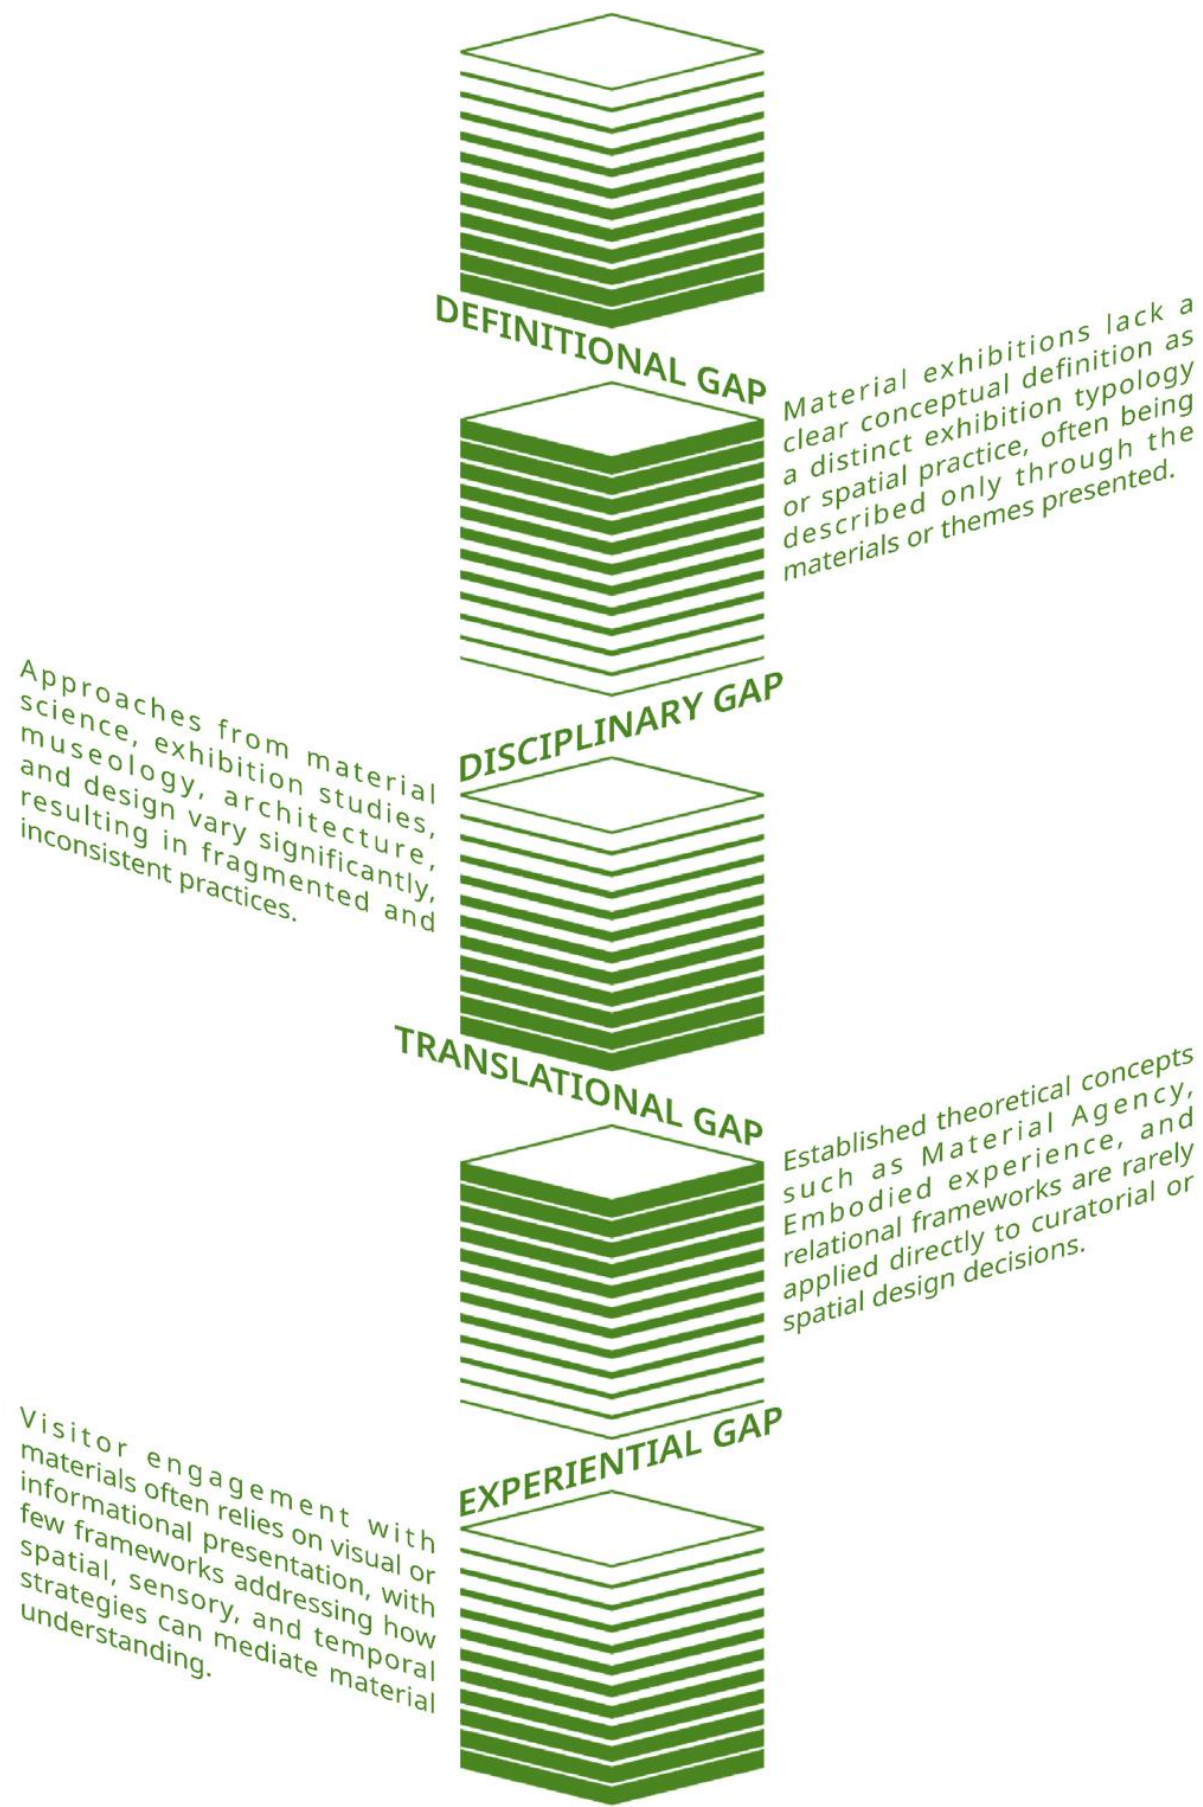 DEFINITIONAL GAP
Material exhibitions lack a
clear conceptual definition as
a distinct exhibition typology
or spatial practice, often being
described only through the
materials or themes presented.
DISCIPLINARY GAP
Approaches from material
science, exhibition studies,
museology, architecture,
and design vary significantly,
resulting in fragmented and
inconsistent practices.
TRANSLATIONAL GAP
Established theoretical concepts
such as Material Agency,
Embodied experience, and
relational frameworks are rarely
applied directly to curatorial or
spatial design decisions.
EXPERIENTIAL GAP
Visitor engagement with
materials often relies on visual or
informational presentation, with
few frameworks addressing how
spatial, sensory, and temporal
strategies can mediate material
understanding.